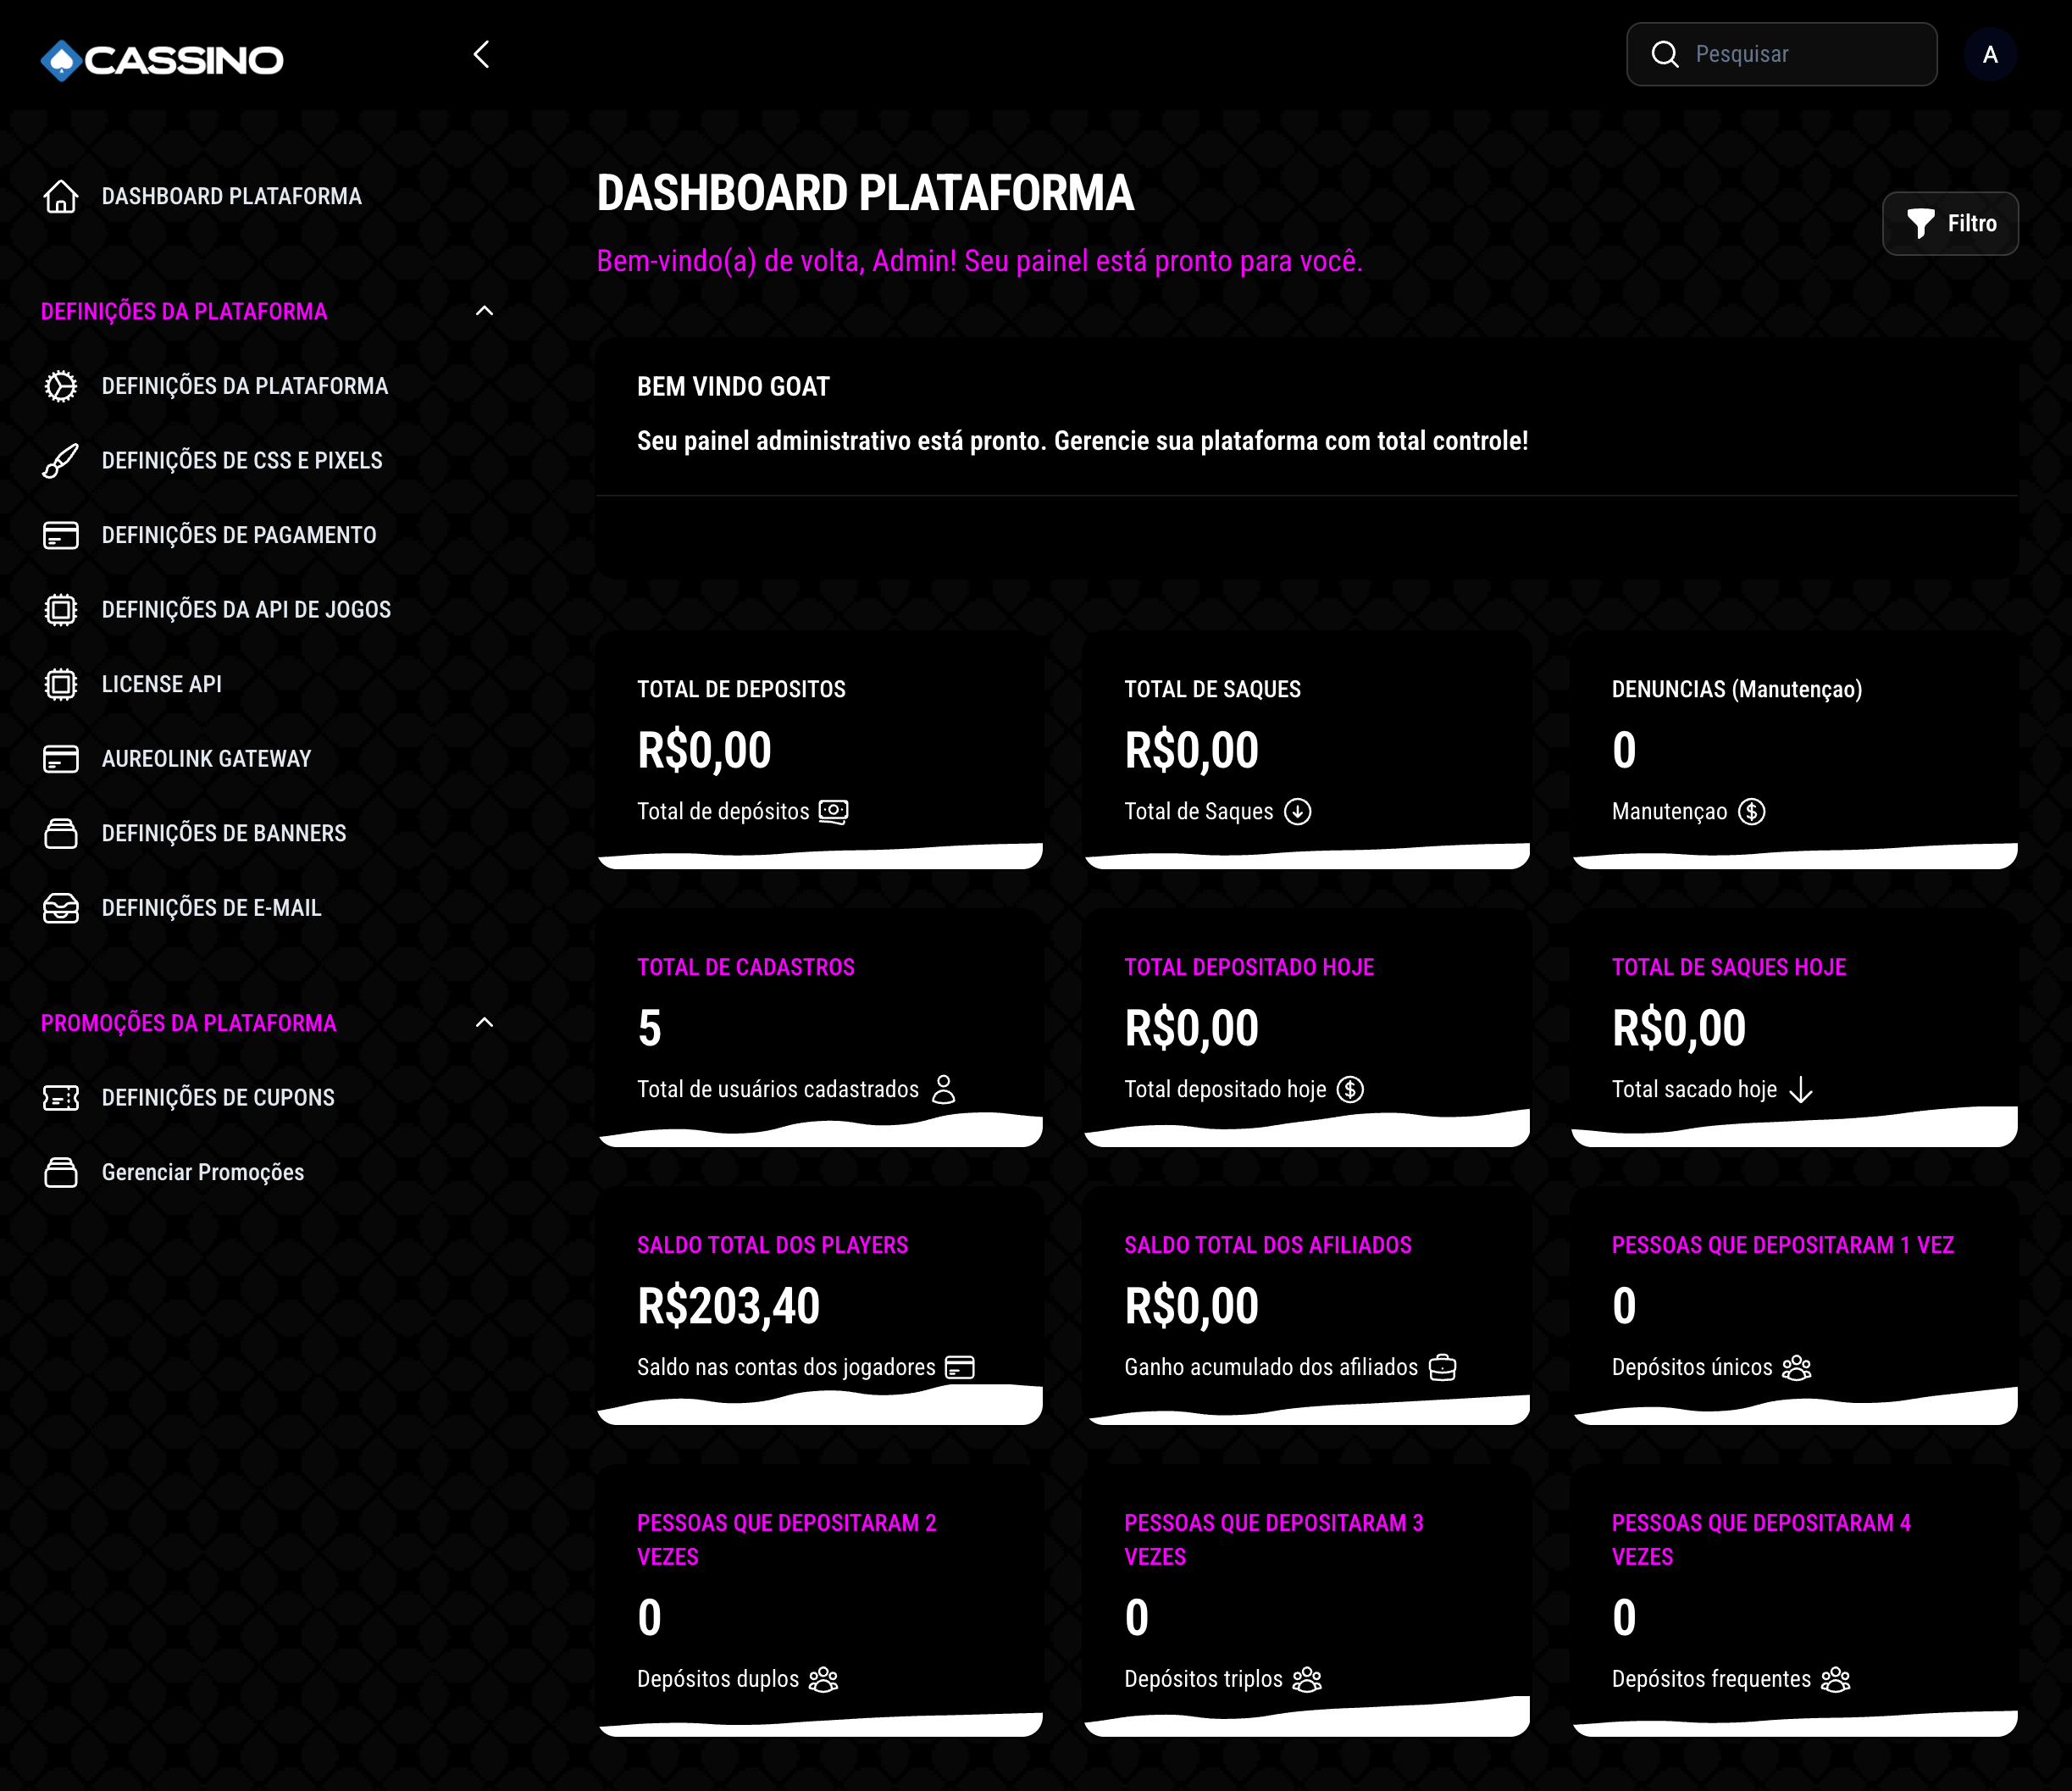 CASSINO
Pesquisar
A
DASHBOARD PLATAFORMA
DEFINIÇÕES DA PLATAFORMA
DEFINIÇÕES DA PLATAFORMA
DEFINIÇÕES DE CSS E PIXELS
DEFINIÇÕES DE PAGAMENTO
DEFINIÇÕES DA API DE JOGOS
LICENSE API
AUREOLINK GATEWAY
DEFINIÇÕES DE BANNERS
DEFINIÇÕES DE E-MAIL
PROMOÇÕES DA PLATAFORMA
DEFINIÇÕES DE CUPONS
Gerenciar Promoções
DASHBOARD PLATAFORMA
Bem-vindo(a) de volta, Admin! Seu painel está pronto para você.
Filtro
BEM VINDO GOAT
Seu painel administrativo está pronto. Gerencie sua plataforma com total controle!
TOTAL DE DEPOSITOS
R$0,00
Total de depósitos
TOTAL DE SAQUES
R$0,00
Total de Saques
DENUNCIAS (Manutençao)
0
Manutençao
TOTAL DE CADASTROS
5
Total de usuários cadastrados
TOTAL DEPOSITADO HOJE
R$0,00
Total depositado hoje
TOTAL DE SAQUES HOJE
R$0,00
Total sacado hoje
SALDO TOTAL DOS PLAYERS
R$203,40
Saldo nas contas dos jogadores
SALDO TOTAL DOS AFILIADOS
R$0,00
Ganho acumulado dos afiliados
PESSOAS QUE DEPOSITARAM 1 VEZ
0
Depósitos únicos
PESSOAS QUE DEPOSITARAM 2
VEZES
0
Depósitos duplos
PESSOAS QUE DEPOSITARAM 3
VEZES
0
Depósitos triplos
PESSOAS QUE DEPOSITARAM 4
VEZES
0
Depósitos frequentes